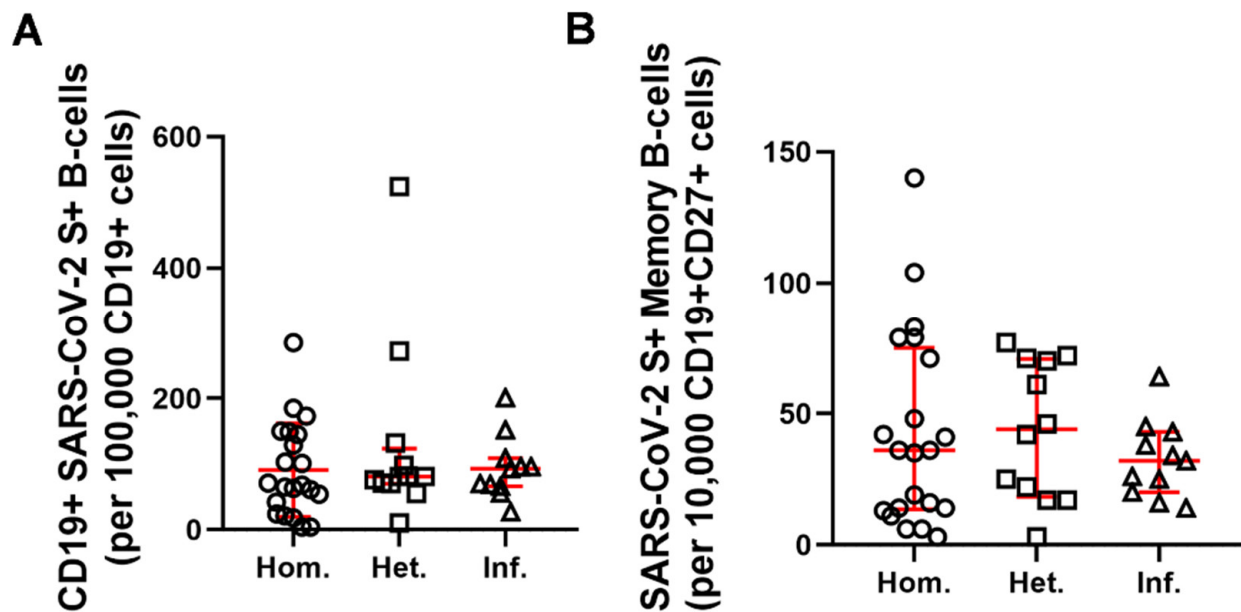 A
CD19+ SARS-CoV-2 S+ B-cells
(per 100,000 CD19+ cells)
600
400
200
0
Hom.
Het.
Inf.
B
SARS-CoV-2 S+ Memory B-cells
(per 10,000 CD19+CD27+ cells)
150
100
50
0
Hom.
Het.
Inf.